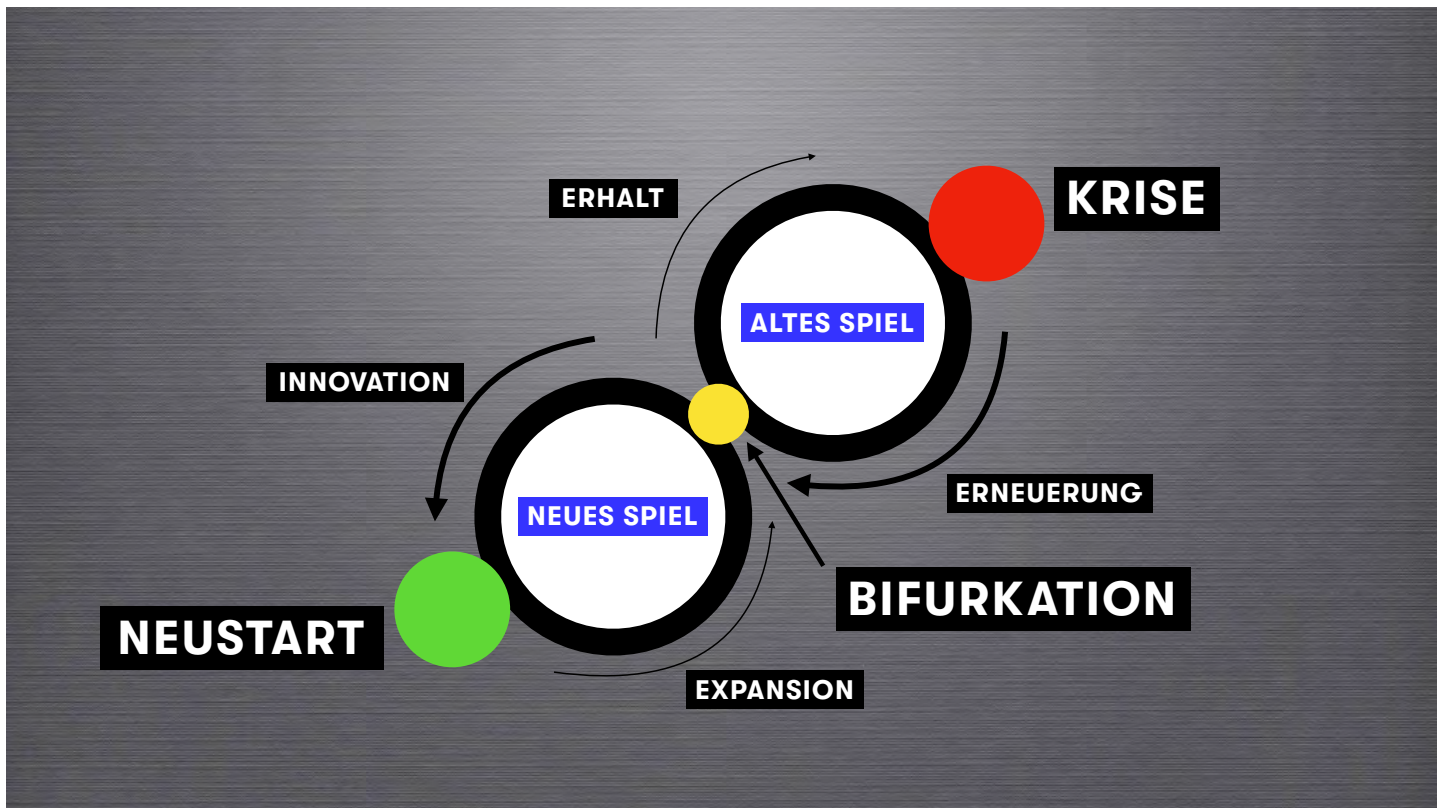 KRISE
ERHALT
ALTES SPIEL
INNOVATION
ERNEUERUNG
NEUES SPIEL
BIFURKATION
NEUSTART
EXPANSION